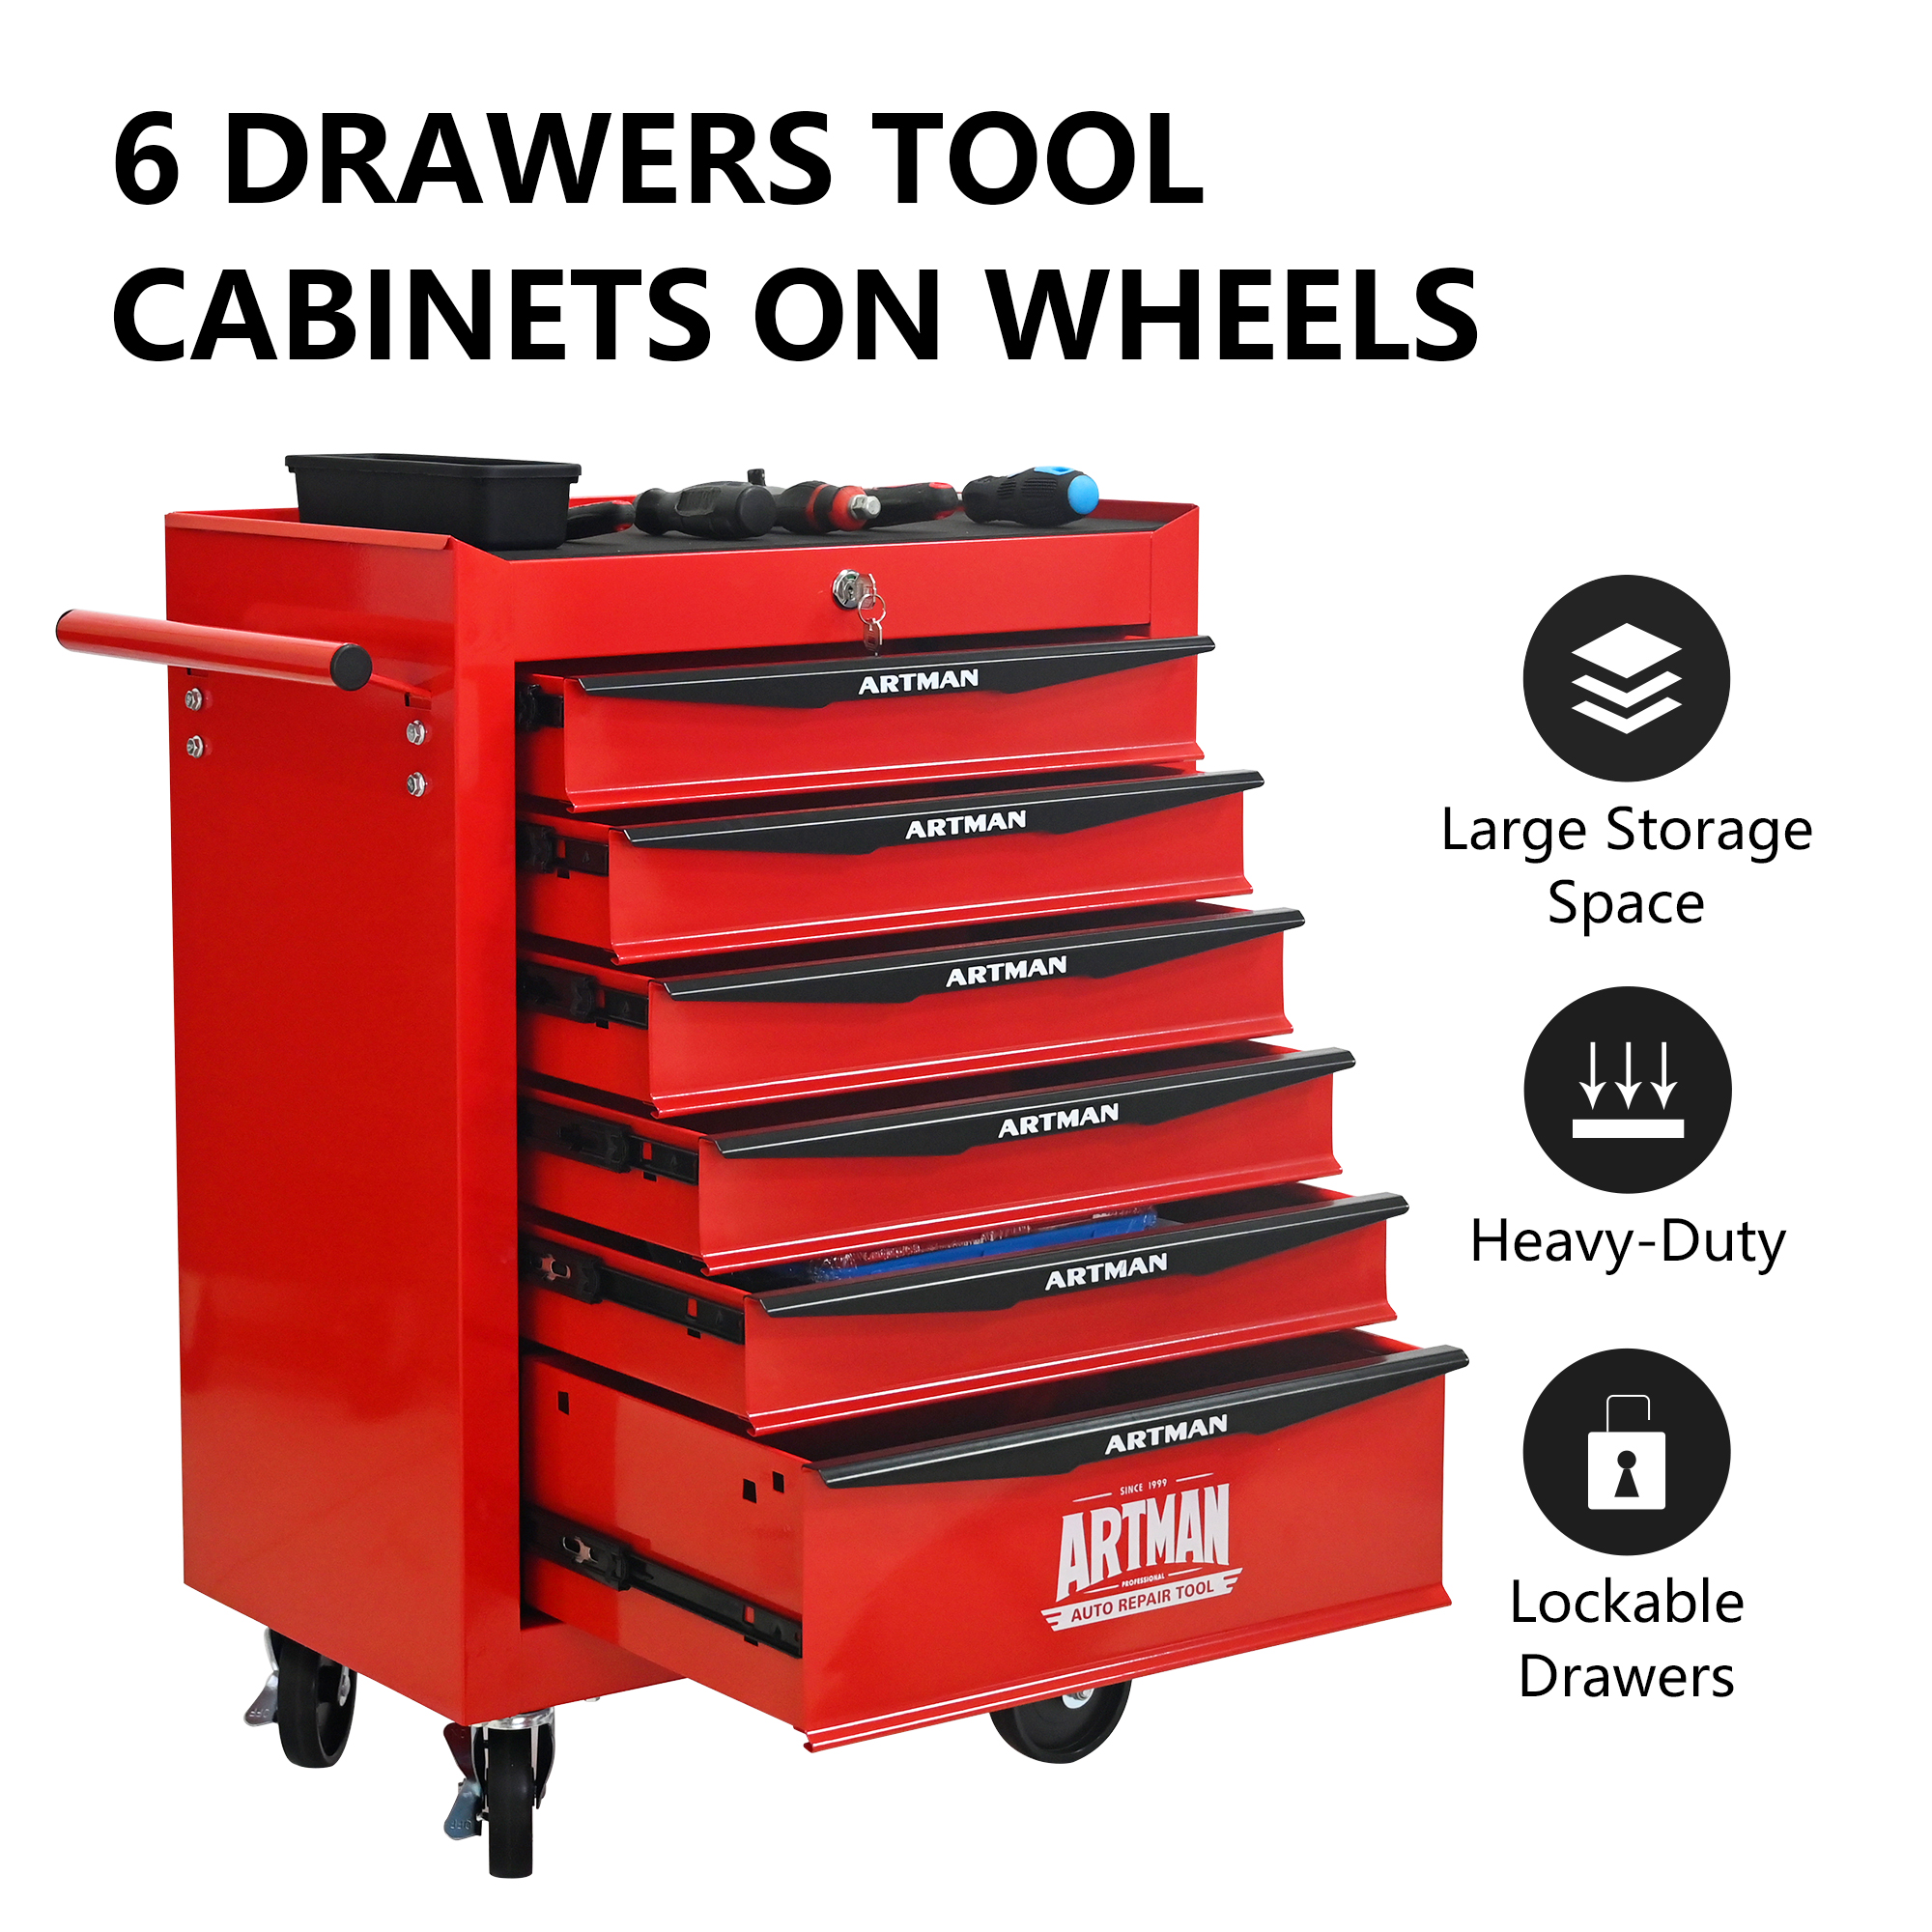 6 DRAWERS TOOL
CABINETS ON WHEELS
ARTMAN
ARTMAN
ARTMAN
ARTMAN
ARTMAN
ARTMAN
SINCE 1999
ARTMAN
PROFESSIONAL
AUTO REPAIR TOOL
Large Storage
Space
Heavy-Duty
Lockable
Drawers